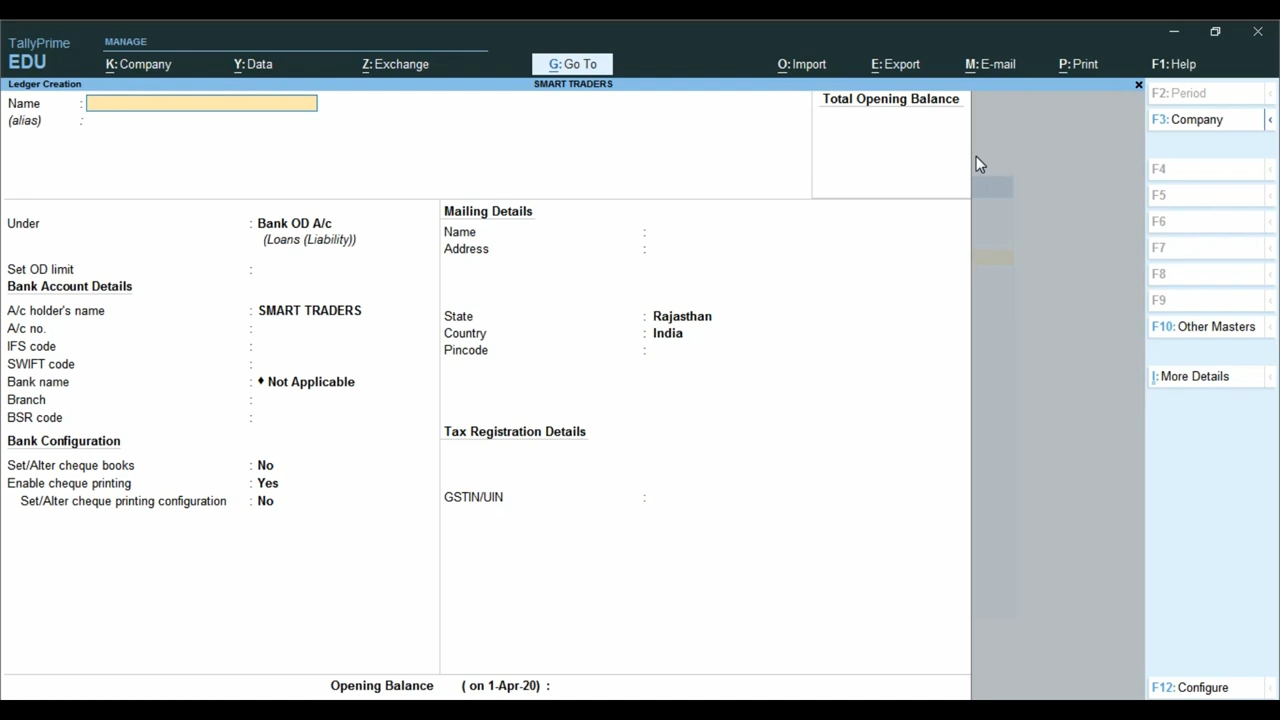 TallyPrime
EDU
MANAGE
K: Company
Y: Data
Z: Exchange
G: Go To
O: Import
E: Export
M: E-mail
P: Print
F1: Help
Ledger Creation
SMART TRADERS
×
Name :
(alias) :
Total Opening Balance
Under : Bank OD A/c
(Loans (Liability))
Set OD limit :
Bank Account Details
A/c holder's name : SMART TRADERS
A/c no. :
IFS code :
SWIFT code :
Bank name : ♦ Not Applicable
Branch :
BSR code :
Bank Configuration
Set/Alter cheque books : No
Enable cheque printing : Yes
Set/Alter cheque printing configuration : No
Mailing Details
Name :
Address :
State : Rajasthan
Country : India
Pincode :
Tax Registration Details
GSTIN/UIN :
Opening Balance ( on 1-Apr-20) :
F2: Period
F3: Company
F4
F5
F6
F7
F8
F9
F10: Other Masters
I: More Details
F12: Configure